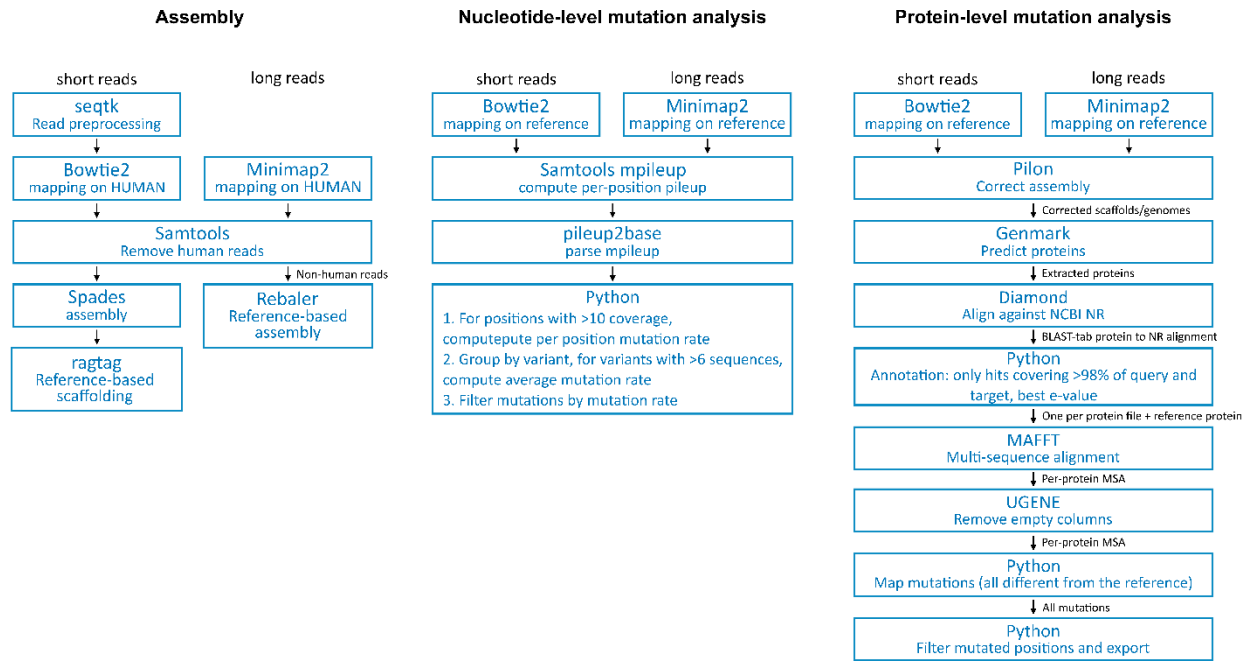 Assembly
short reads
long reads
seqtk
Read preprocessing
Bowtie2
mapping on HUMAN
Minimap2
mapping on HUMAN
Samtools
Remove human reads
Non-human reads
Spades
assembly
Rebaler
Reference-based
assembly
ragtag
Reference-based
scaffolding
Nucleotide-level mutation analysis
short reads
long reads
Bowtie2
mapping on reference
Minimap2
mapping on reference
Samtools mpileup
compute per-position pileup
pileup2base
parse mpileup
Python
1. For positions with >10 coverage,
computepute per position mutation rate
2. Group by variant, for variants with >6 sequences,
compute average mutation rate
3. Filter mutations by mutation rate
Protein-level mutation analysis
short reads
long reads
Bowtie2
mapping on reference
Minimap2
mapping on reference
Pilon
Correct assembly
Corrected scaffolds/genomes
Genmark
Predict proteins
Extracted proteins
Diamond
Align against NCBI NR
BLAST-tab protein to NR alignment
Python
Annotation: only hits covering >98% of query and
target, best e-value
One per protein file + reference protein
MAFFT
Multi-sequence alignment
Per-protein MSA
UGENE
Remove empty columns
Per-protein MSA
Python
Map mutations (all different from the reference)
All mutations
Python
Filter mutated positions and export